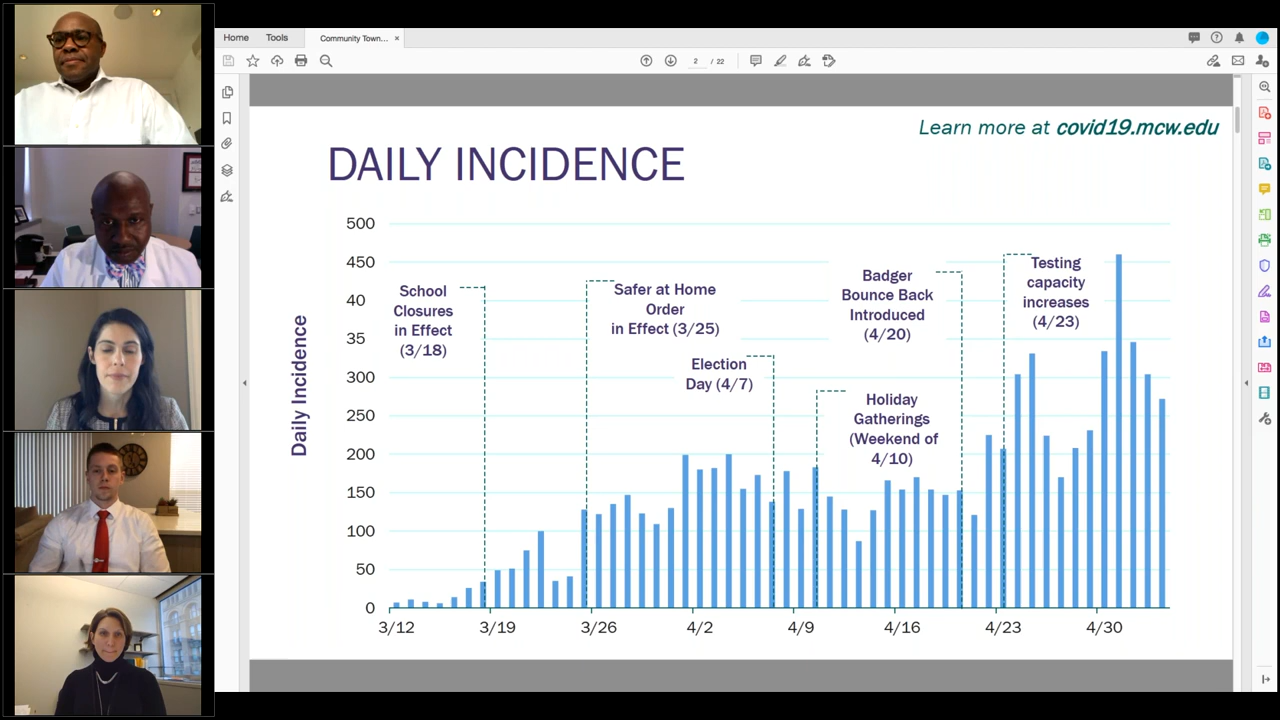 Home Tools Community Town... ×
2 / 22
Learn more at covid19.mcw.edu
DAILY INCIDENCE
Daily Incidence
500
450
40
35
300
250
200
150
100
50
0
School
Closures
in Effect
(3/18)
Safer at Home
Order
in Effect (3/25)
Election
Day (4/7)
Holiday
Gatherings
(Weekend of
4/10)
Badger
Bounce Back
Introduced
(4/20)
Testing
capacity
increases
(4/23)
3/12 3/19 3/26 4/2 4/9 4/16 4/23 4/30